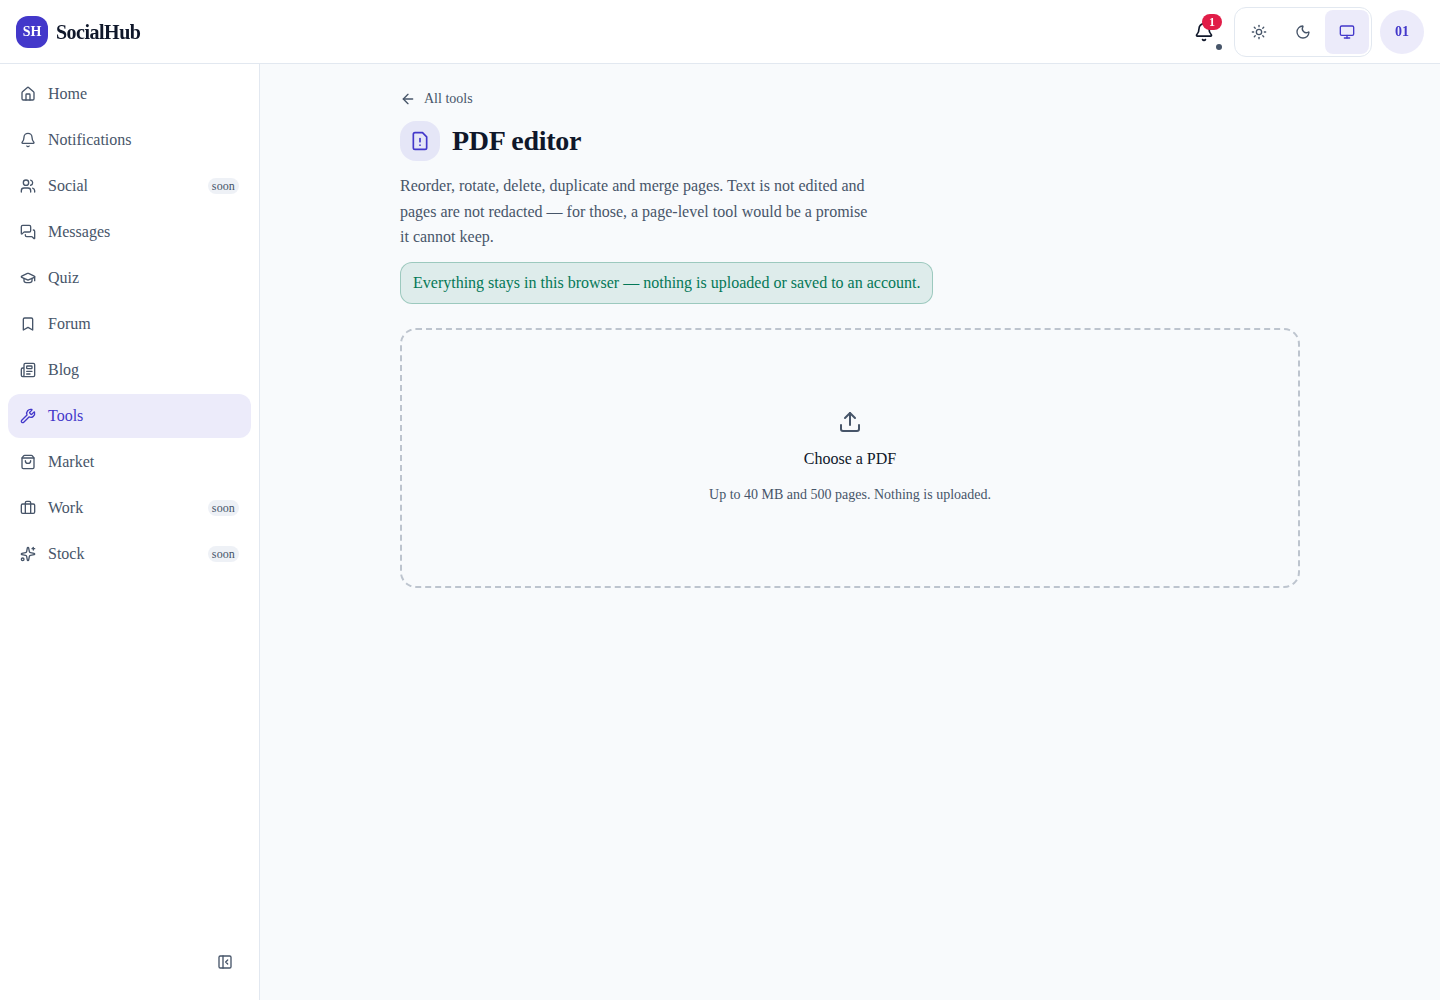 SH SocialHub
1
01
Home
Notifications
Social soon
Messages
Quiz
Forum
Blog
Tools
Market
Work soon
Stock soon
All tools
PDF editor
Reorder, rotate, delete, duplicate and merge pages. Text is not edited and
pages are not redacted — for those, a page-level tool would be a promise
it cannot keep.
Everything stays in this browser — nothing is uploaded or saved to an account.
Choose a PDF
Up to 40 MB and 500 pages. Nothing is uploaded.